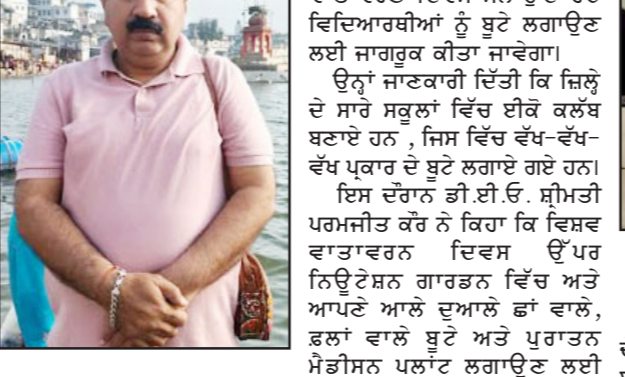 ਵਿਦਿਆਰਥੀਆਂ ਨੂੰ ਬੂਟੇ ਲਗਾਉਣ
ਲਈ ਜਾਗਰੂਕ ਕੀਤਾ ਜਾਵੇਗਾ।
ਉਨ੍ਹਾਂ ਜਾਣਕਾਰੀ ਦਿੱਤੀ ਕਿ ਜ਼ਿਲ੍ਹੇ
ਦੇ ਸਾਰੇ ਸਕੂਲਾਂ ਵਿੱਚ ਈਕੋ ਕਲੱਬ
ਬਣਾਏ ਹਨ , ਜਿਸ ਵਿੱਚ ਵੱਖ-ਵੱਖ-
ਵੱਖ ਪ੍ਰਕਾਰ ਦੇ ਬੂਟੇ ਲਗਾਏ ਗਏ ਹਨ।
ਇਸ ਦੌਰਾਨ ਡੀ.ਈ.ਓ. ਸ਼੍ਰੀਮਤੀ
ਪਰਮਜੀਤ ਕੌਰ ਨੇ ਕਿਹਾ ਕਿ ਵਿਸ਼ਵ
ਵਾਤਾਵਰਨ ਦਿਵਸ ਉੱਪਰ
ਨਿਊਟੇਸ਼ਨ ਗਾਰਡਨ ਵਿੱਚ ਅਤੇ
ਆਪਣੇ ਆਲੇ ਦੁਆਲੇ ਛਾਂ ਵਾਲੇ,
ਫ਼ਲਾਂ ਵਾਲੇ ਬੂਟੇ ਅਤੇ ਪੁਰਾਤਨ
ਮੈਡੀਸਨ ਪਲਾਂਟ ਲਗਾਉਣ ਲਈ